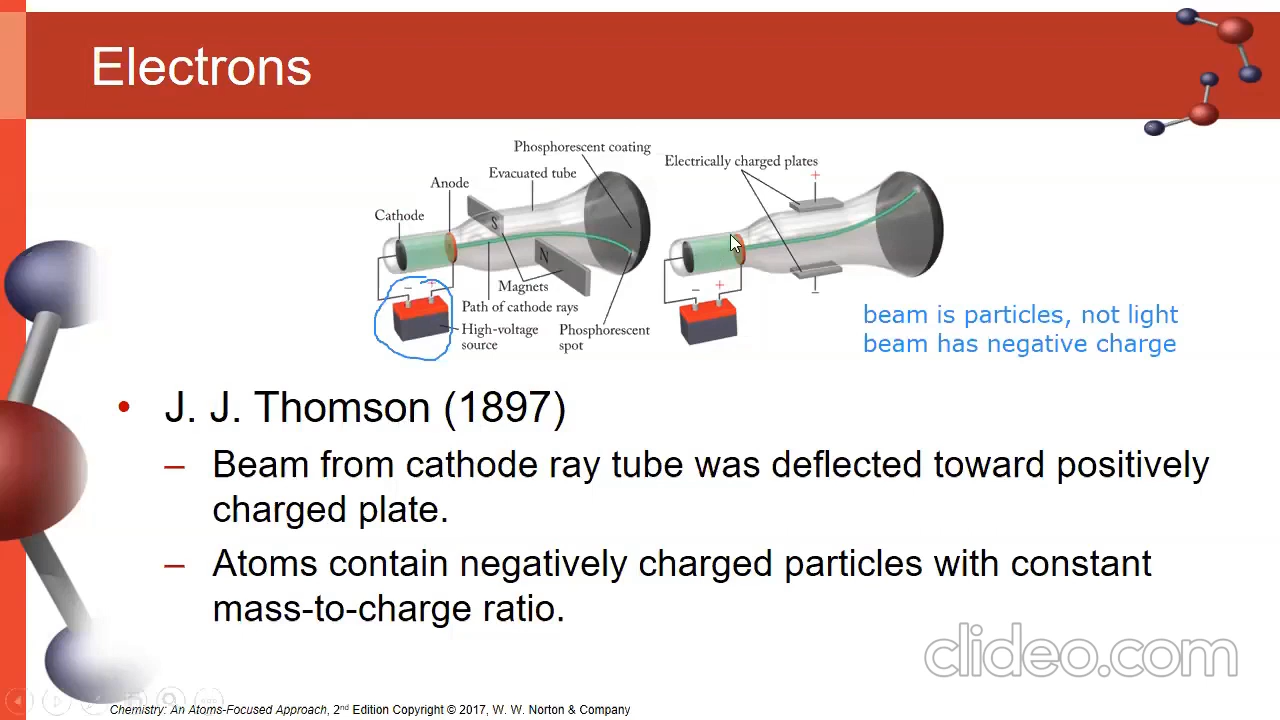 Electrons
Phosphorescent coating
Evacuated tube
Anode
Cathode
S
N
Magnets
Path of cathode rays
High-voltage
source
Phosphorescent
spot
− +
Electrically charged plates
+
−
− +
beam is particles, not light
beam has negative charge
• J. J. Thomson (1897)
– Beam from cathode ray tube was deflected toward positively
charged plate.
– Atoms contain negatively charged particles with constant
mass-to-charge ratio.
clideo.com
Chemistry: An Atoms-Focused Approach, 2nd Edition Copyright © 2017, W. W. Norton & Company